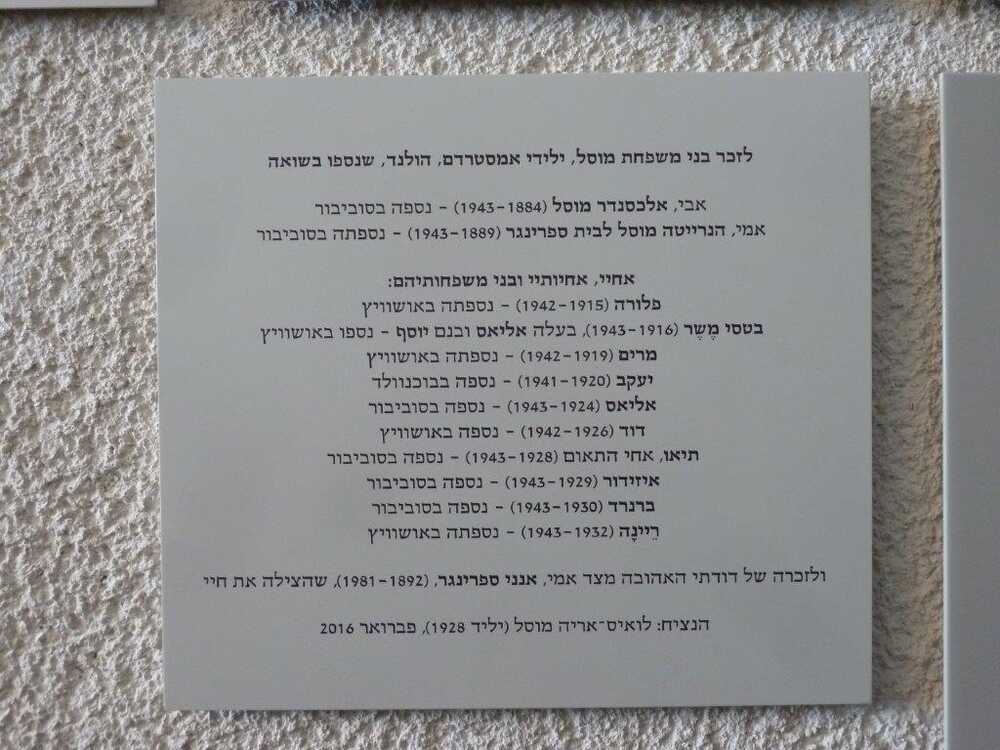 לזכר בני משפחת מוסל, ילידי אמסטרדם, הולנד, שנספו בשואה
אבי, אלכסנדר מוסל (1943-1884) - נספה בסוביבור
אמי, הנרייטה מוסל לבית ספרינגר (1943-1889) - נספתה בסוביבור
אחיי, אחיותיי ובני משפחותיהם:
פלורה (1942-1915) - נספתה באושוויץ
בטסי מֶשֶר (1943-1916), בעלה אליאס ובנם יוסף - נספו באושוויץ
מרים (1942-1919) - נספתה באושוויץ
יעקב (1941-1920) - נספה בבוכנוולד
אליאס (1943-1924) - נספה בסוביבור
דוד (1942-1926) - נספה באושוויץ
תיאו, אחי התאום (1943-1928) - נספה בסוביבור
איזידור (1943-1929) - נספה בסוביבור
ברנרד (1943-1930) - נספה בסוביבור
רֵיינָה (1943-1932) - נספתה באושוויץ
ולזכרה של דודתי האהובה מצד אמי, אנני ספרינגר, (1981-1892), שהצילה את חיי
הנציח: לואיס־אריה מוסל (יליד 1928), פברואר 2016